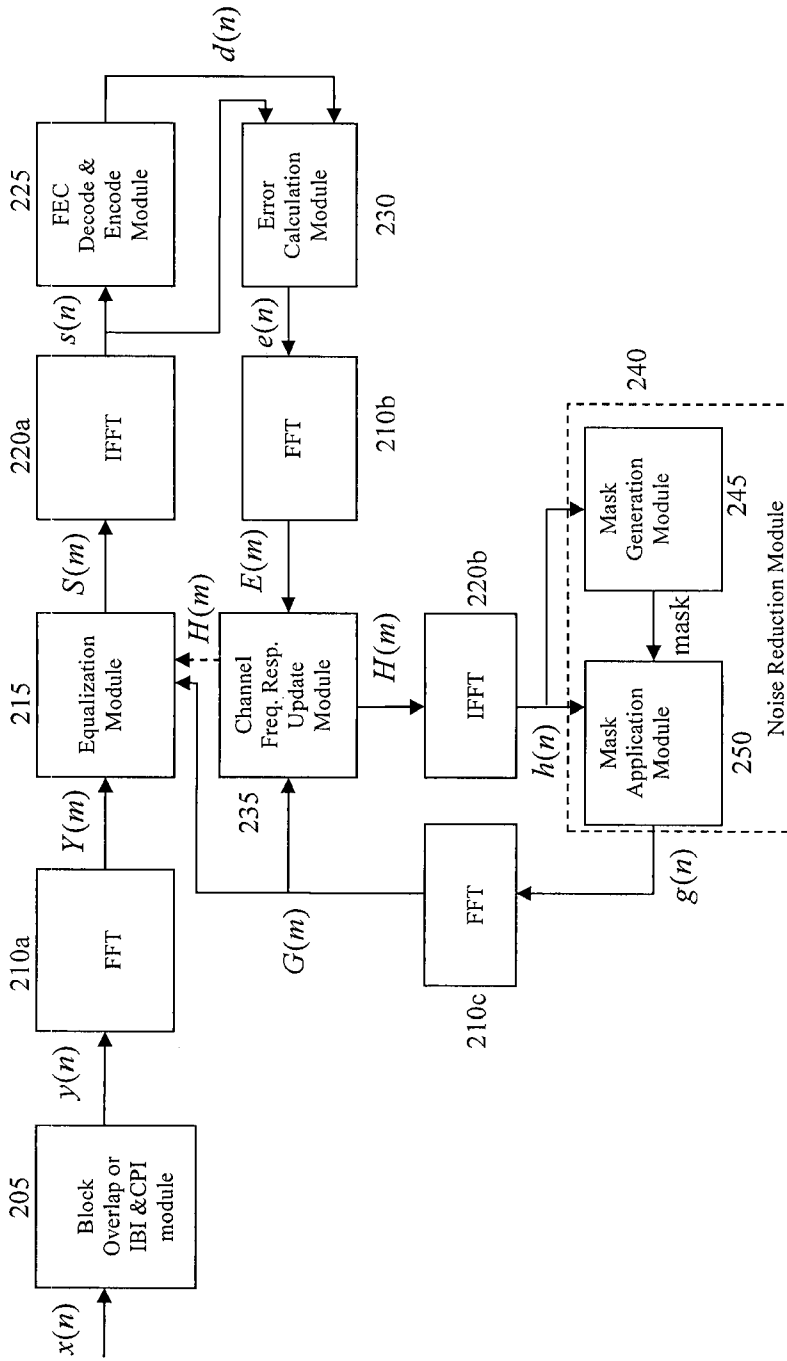 x(n)
205
Block
Overlap or
IBI &CPI
module
y(n)
210a
FFT
Y(m)
215
Equalization
Module
S(m)
220a
IFFT
s(n)
225
FEC
Decode &
Encode
Module
d(n)
Error
Calculation
Module
230
e(n)
FFT
210b
E(m)
H(m)
Channel
Freq. Resp.
Update
Module
235
H(m)
G(m)
FFT
210c
IFFT
220b
h(n)
g(n)
240
Mask
Application
Module
250
mask
Mask
Generation
Module
245
Noise Reduction Module